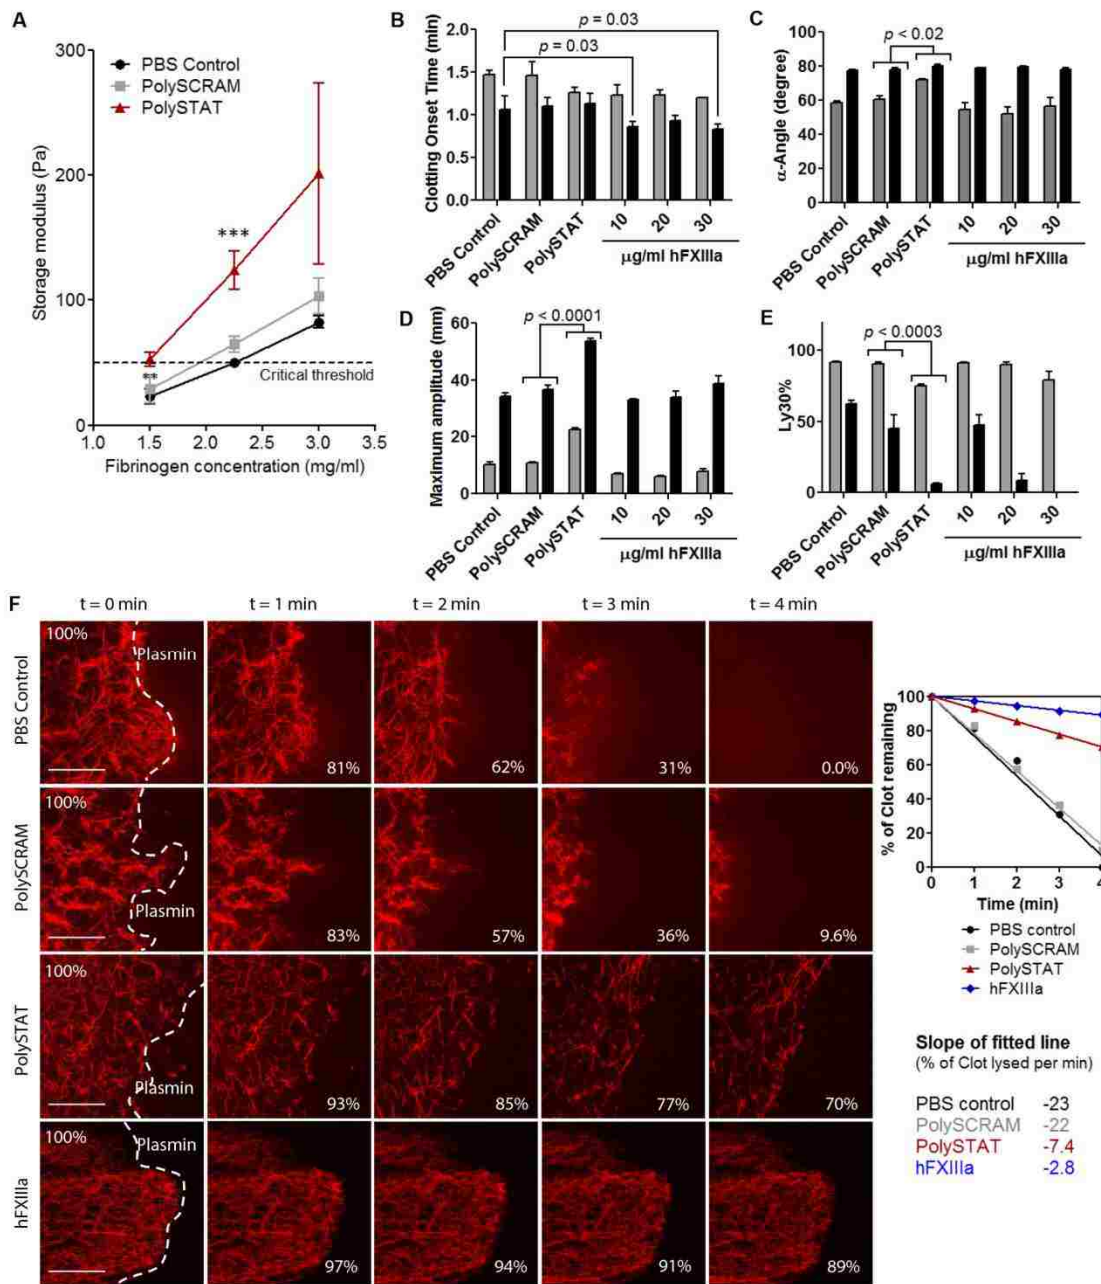 A
300
200
100
0
Storage modulus (Pa)
PBS Control
PolySCRAM
PolySTAT
***
**
Critical threshold
1.0 1.5 2.0 2.5 3.0 3.5
Fibrinogen concentration (mg/ml)
B
2.0
1.5
1.0
0.5
0.0
Clotting Onset Time (min)
p = 0.03
p = 0.03
PBS Control
PolySCRAM
PolySTAT
10
20
30
μg/ml hFXIIIa
C
100
80
60
40
20
0
α-Angle (degree)
p < 0.02
PBS Control
PolySCRAM
PolySTAT
10
20
30
μg/ml hFXIIIa
D
60
40
20
0
Maximum amplitude (mm)
p < 0.0001
PBS Control
PolySCRAM
PolySTAT
10
20
30
μg/ml hFXIIIa
E
100
50
0
Ly30%
p < 0.0003
PBS Control
PolySCRAM
PolySTAT
10
20
30
μg/ml hFXIIIa
F
t = 0 min t = 1 min t = 2 min t = 3 min t = 4 min
PBS Control
100%
Plasmin
81% 62% 31% 0.0%
PolySCRAM
100%
Plasmin
83% 57% 36% 9.6%
PolySTAT
100%
Plasmin
93% 85% 77% 70%
hFXIIIa
100%
Plasmin
97% 94% 91% 89%
100
80
60
40
20
0
% of Clot remaining
0 1 2 3 4
Time (min)
PBS control
PolySCRAM
PolySTAT
hFXIIIa
Slope of fitted line
(% of Clot lysed per min)
PBS control -23
PolySCRAM -22
PolySTAT -7.4
hFXIIIa -2.8